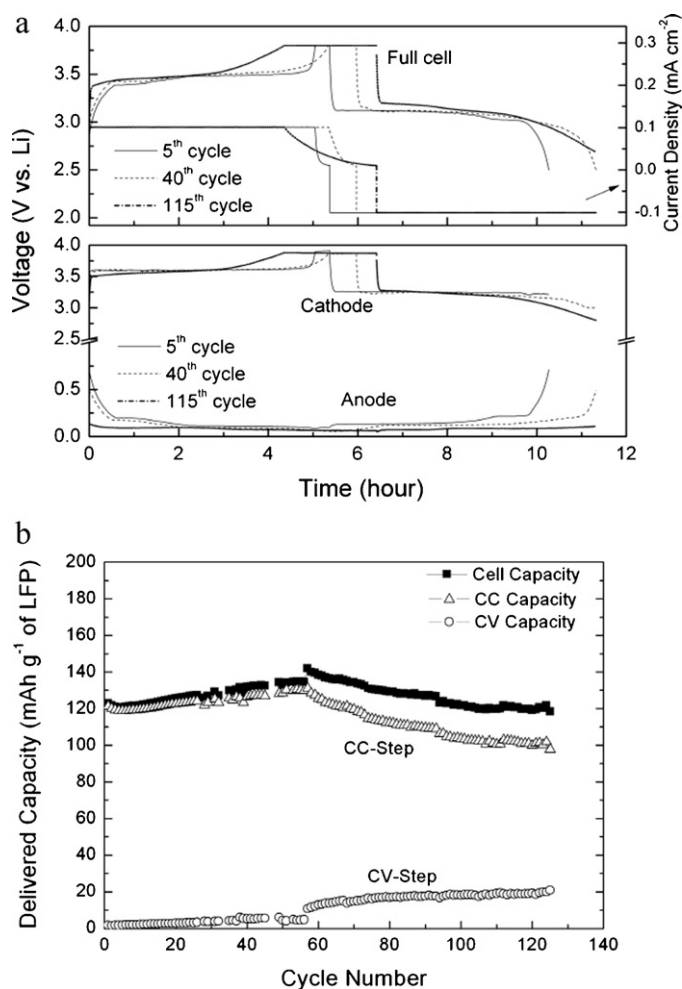 a
4.0
3.5
3.0
2.5
2.0
Voltage (V vs. Li)
Full cell
5th cycle
40th cycle
115th cycle
0.3
0.2
0.1
0.0
-0.1
Current Density (mA cm-2)
4.0
3.5
3.0
2.5
0.5
0.0
Cathode
5th cycle
40th cycle
115th cycle
Anode
0 2 4 6 8 10 12
Time (hour)
b
200
180
160
140
120
100
80
60
40
20
0
Delivered Capacity (mAh g-1 of LFP)
Cell Capacity
CC Capacity
CV Capacity
CC-Step
CV-Step
0 20 40 60 80 100 120 140
Cycle Number